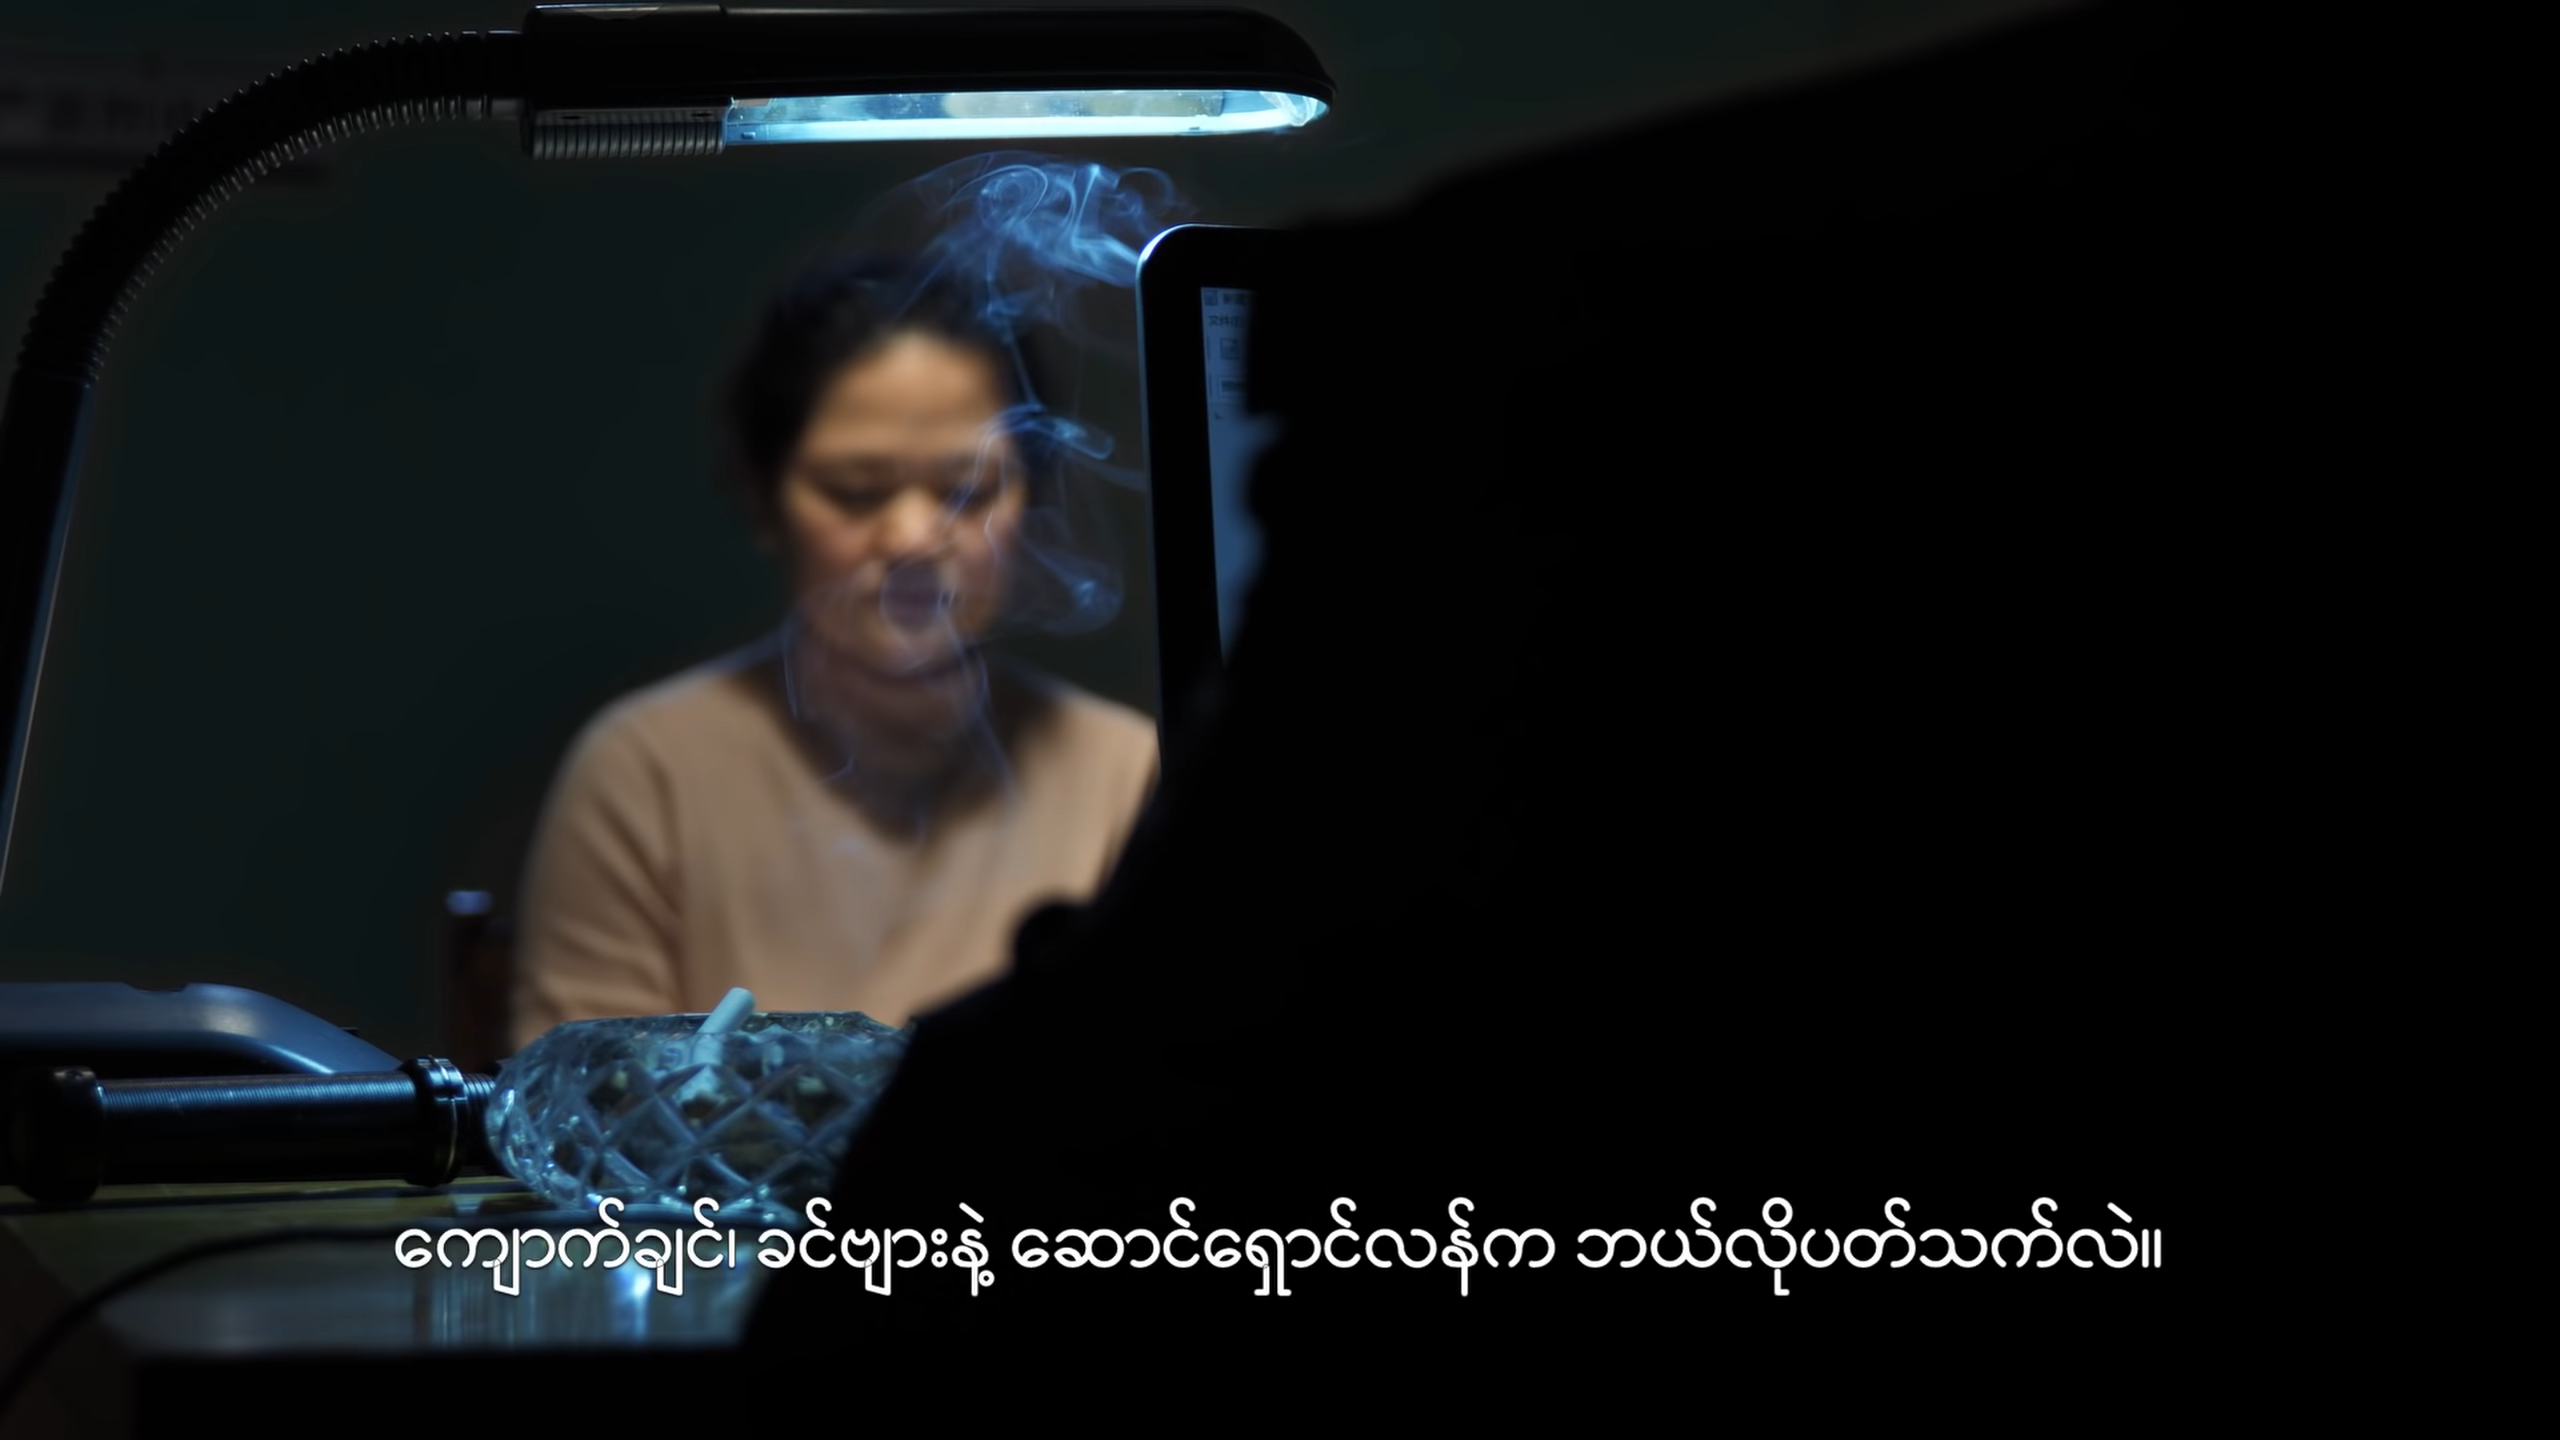 ကျောက်ချင်၊ ခင်ဗျားနဲ့ ဆောင်ရှောင်လန်က ဘယ်လိုပတ်သက်လဲ။